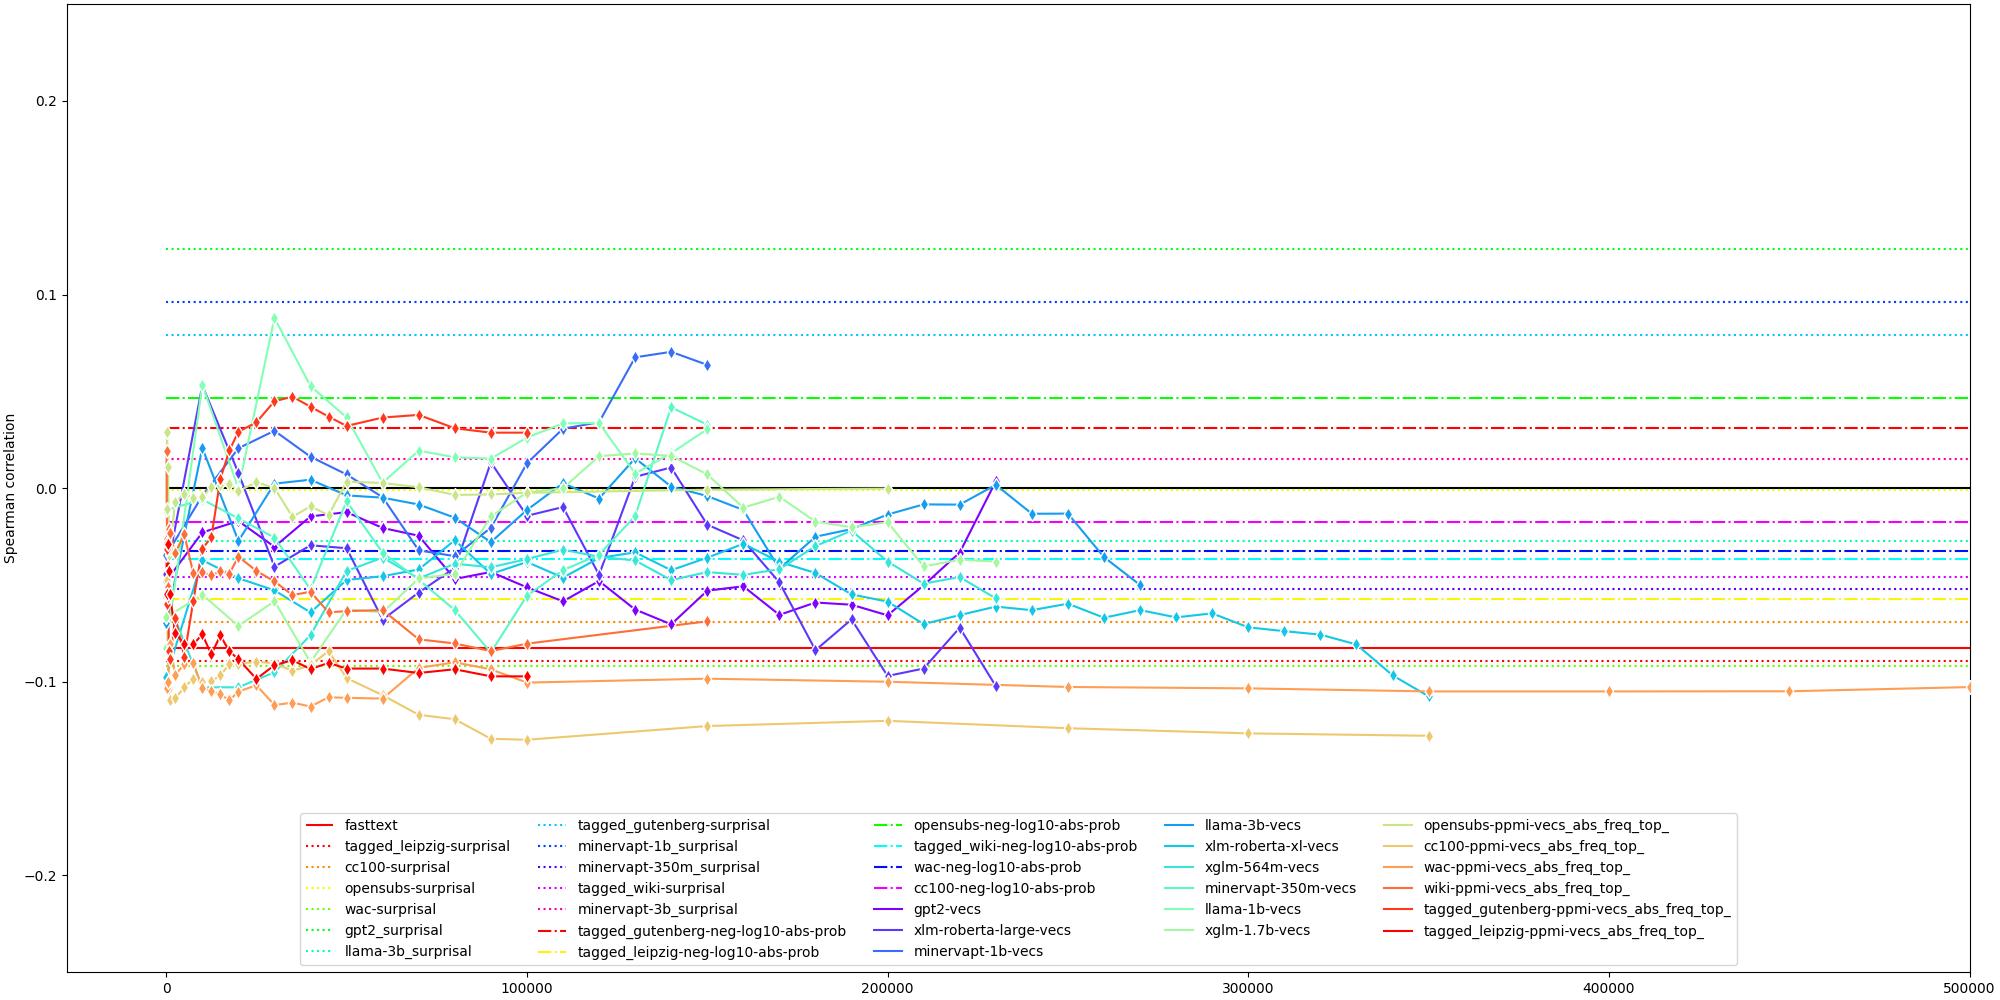 0.2
0.1
0.0
−0.1
−0.2
Spearman correlation
fasttext
tagged_leipzig-surprisal
cc100-surprisal
opensubs-surprisal
wac-surprisal
gpt2_surprisal
llama-3b_surprisal
tagged_gutenberg-surprisal
minervapt-1b_surprisal
minervapt-350m_surprisal
tagged_wiki-surprisal
minervapt-3b_surprisal
tagged_gutenberg-neg-log10-abs-prob
tagged_leipzig-neg-log10-abs-prob
opensubs-neg-log10-abs-prob
tagged_wiki-neg-log10-abs-prob
wac-neg-log10-abs-prob
cc100-neg-log10-abs-prob
gpt2-vecs
xlm-roberta-large-vecs
minervapt-1b-vecs
llama-3b-vecs
xlm-roberta-xl-vecs
xglm-564m-vecs
minervapt-350m-vecs
llama-1b-vecs
xglm-1.7b-vecs
opensubs-ppmi-vecs_abs_freq_top_
cc100-ppmi-vecs_abs_freq_top_
wac-ppmi-vecs_abs_freq_top_
wiki-ppmi-vecs_abs_freq_top_
tagged_gutenberg-ppmi-vecs_abs_freq_top_
tagged_leipzig-ppmi-vecs_abs_freq_top_
0 100000 200000 300000 400000 500000